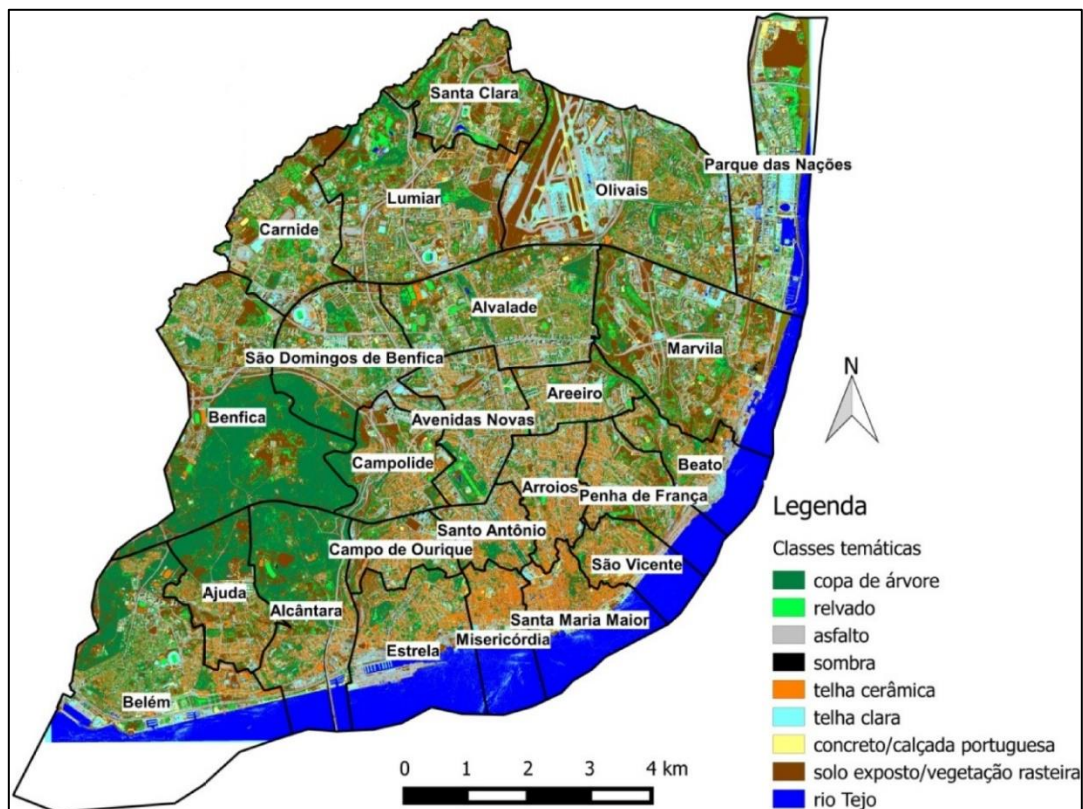 Santa Clara
Parque das Nações
Olivais
Lumiar
Carnide
Alvalade
Marvila
São Domingos de Benfica
Areeiro
Benfica
Avenidas Novas
Campolide
Beato
Arroios
Penha de França
Santo Antônio
Campo de Ourique
São Vicente
Ajuda
Alcântara
Santa Maria Maior
Misericórdia
Estrela
Belém
N
Legenda
Classes temáticas
copa de árvore
relvado
asfalto
sombra
telha cerâmica
telha clara
concreto/calçada portuguesa
solo exposto/vegetação rasteira
rio Tejo
0 1 2 3 4 km